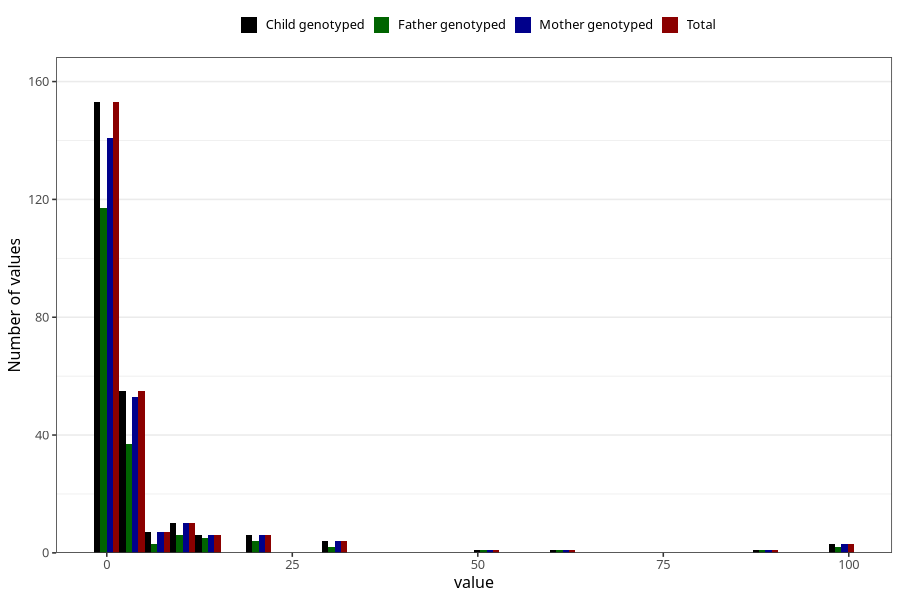 Child genotyped Father genotyped Mother genotyped Total
160
120
80
40
0
Number of values
0 25 50 75 100
value